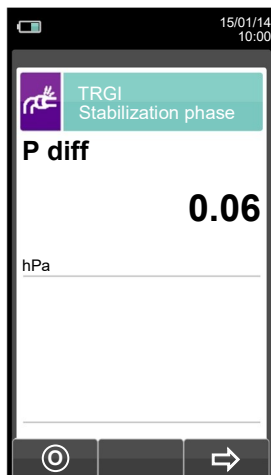 15/01/14
10:00
TRGI
Stabilization phase
P diff
0.06
hPa